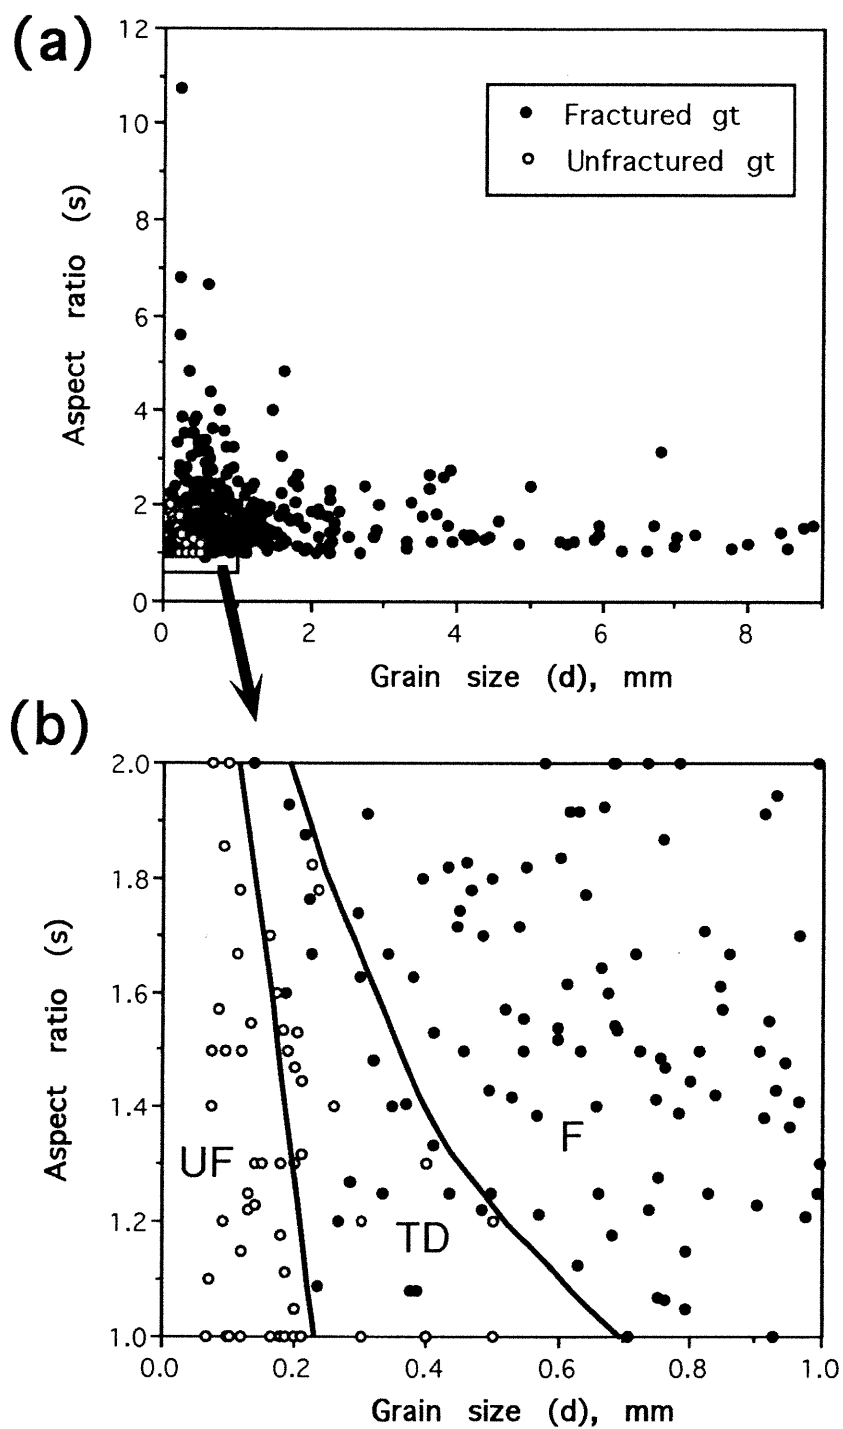 (a)
12
10
8
6
4
2
0
Aspect ratio (s)
Fractured gt
Unfractured gt
0 2 4 6 8
Grain size (d), mm
(b)
2.0
1.8
1.6
1.4
1.2
1.0
Aspect ratio (s)
UF
F
TD
0.0 0.2 0.4 0.6 0.8 1.0
Grain size (d), mm